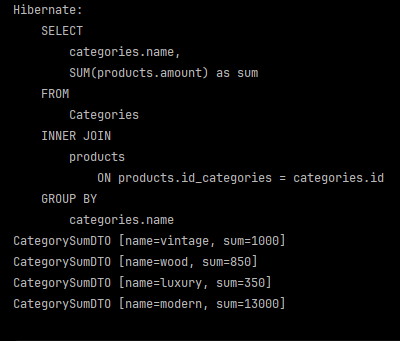 Hibernate:
    SELECT
        categories.name,
        SUM(products.amount) as sum
    FROM
        Categories
    INNER JOIN
        products
            ON products.id_categories = categories.id
    GROUP BY
        categories.name
CategorySumDTO [name=vintage, sum=1000]
CategorySumDTO [name=wood, sum=850]
CategorySumDTO [name=luxury, sum=350]
CategorySumDTO [name=modern, sum=13000]